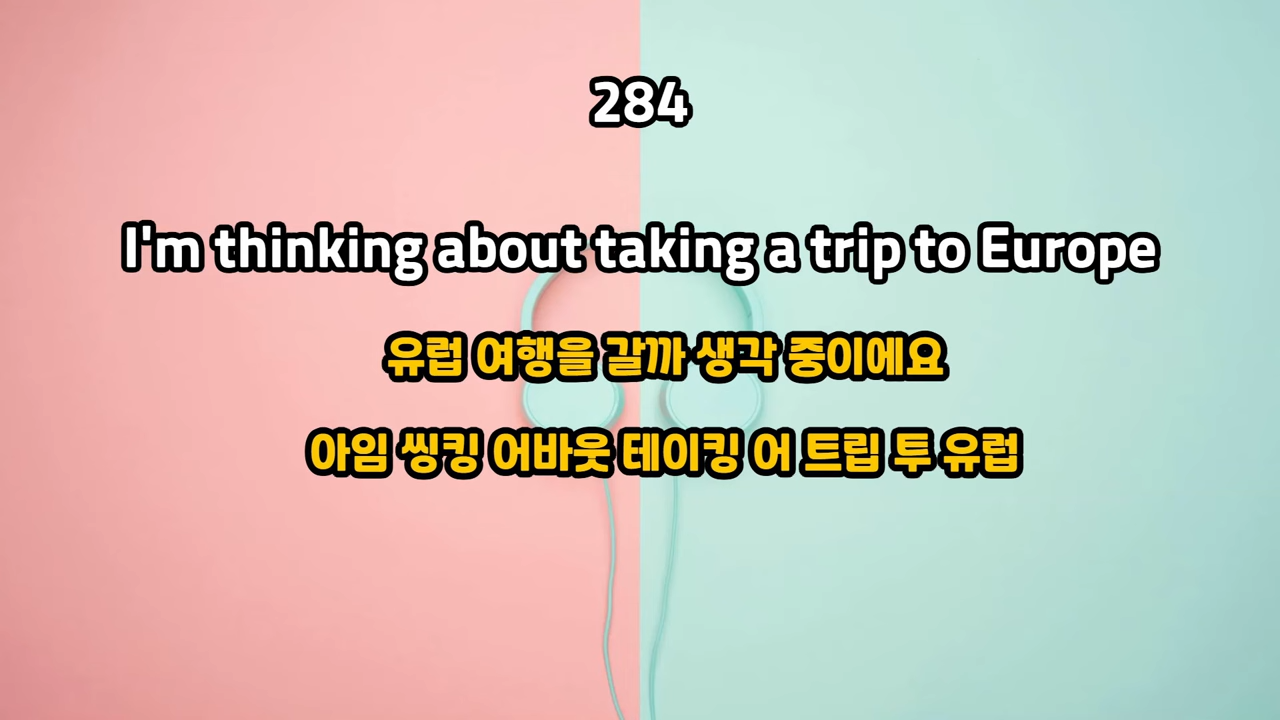 284
I'm thinking about taking a trip to Europe
유럽 여행을 갈까 생각 중이에요
아임 씽킹 어바웃 테이킹 어 트립 투 유럽